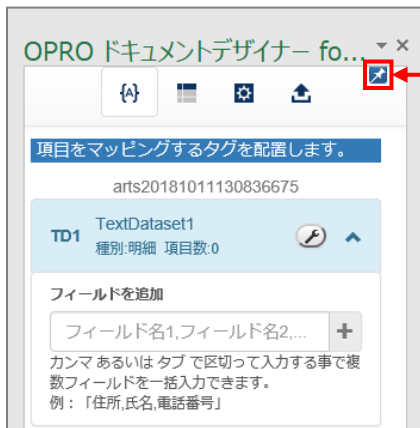 OPRO ドキュメントデザイナー fo...
{A}
項目をマッピングするタグを配置します。
arts20181011130836675
TD1
TextDataset1
種別:明細 項目数:0
フィールドを追加
フィールド名1,フィールド名2,...
カンマ あるいは タブ で区切って入力する事で複
数フィールドを一括入力できます。
例：「住所,氏名,電話番号」